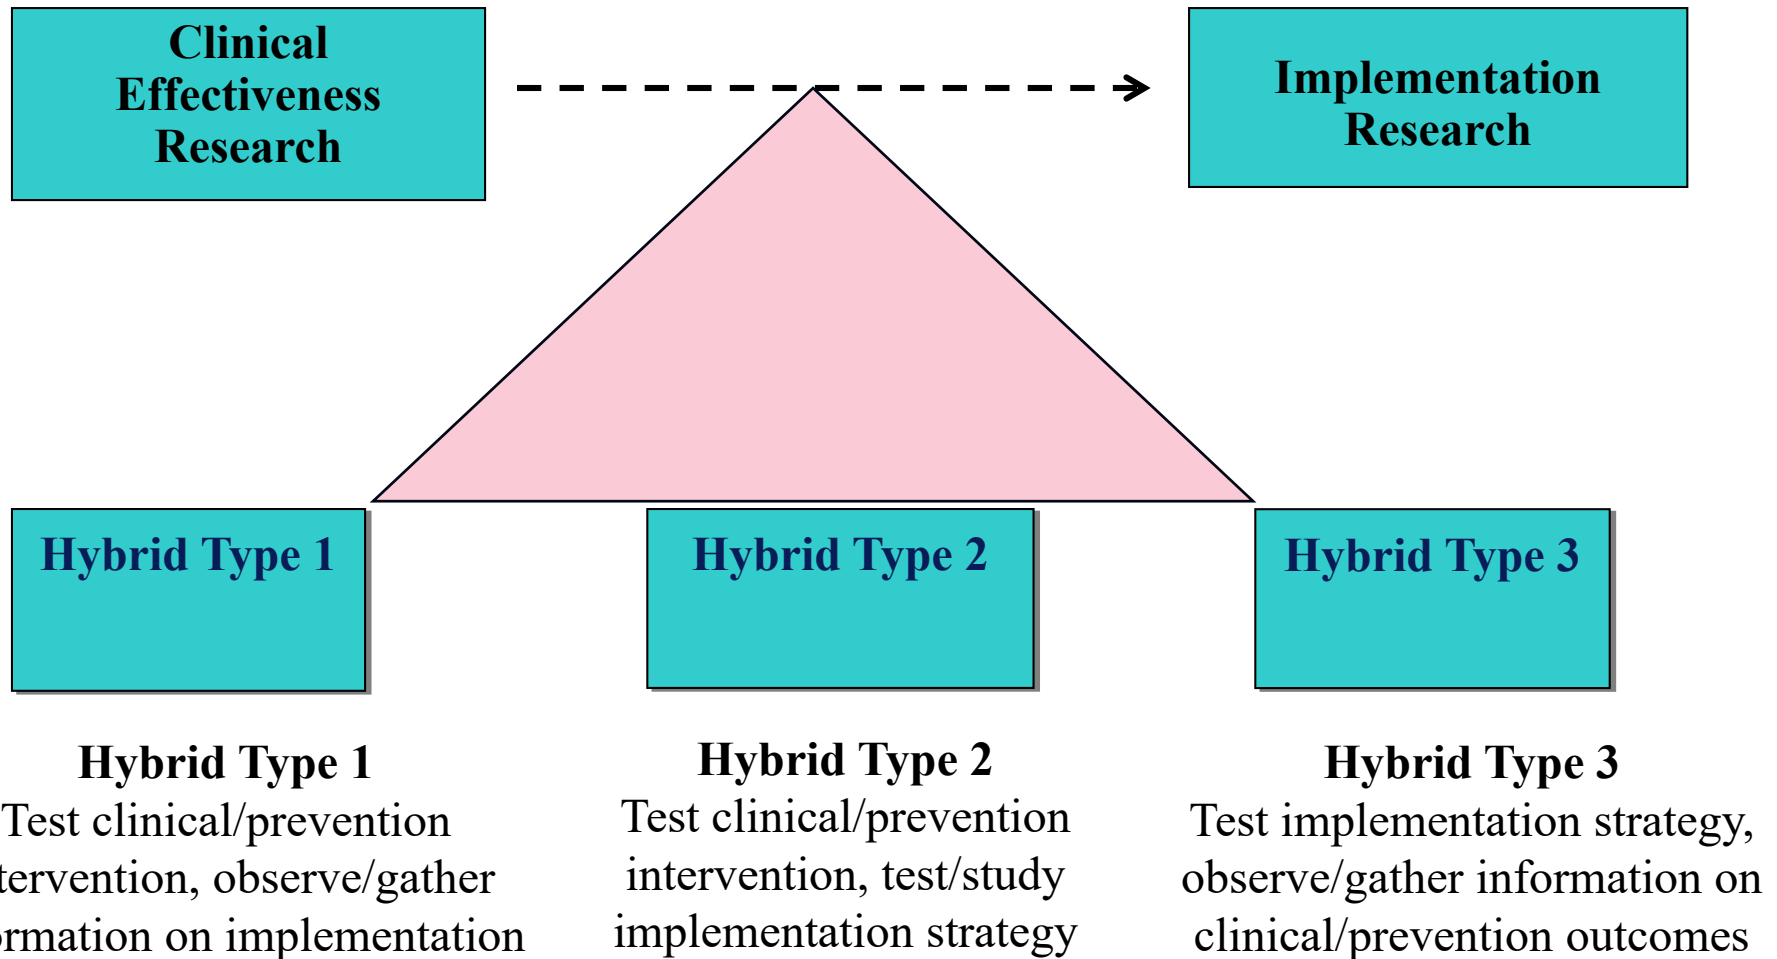 Clinical
Effectiveness
Research
Implementation
Research
Hybrid Type 1
Hybrid Type 2
Hybrid Type 3
Hybrid Type 1
Test clinical/prevention
tervention, observe/gather
ormation on implementation
Hybrid Type 2
Test clinical/prevention
intervention, test/study
implementation strategy
Hybrid Type 3
Test implementation strategy,
observe/gather information on
clinical/prevention outcomes